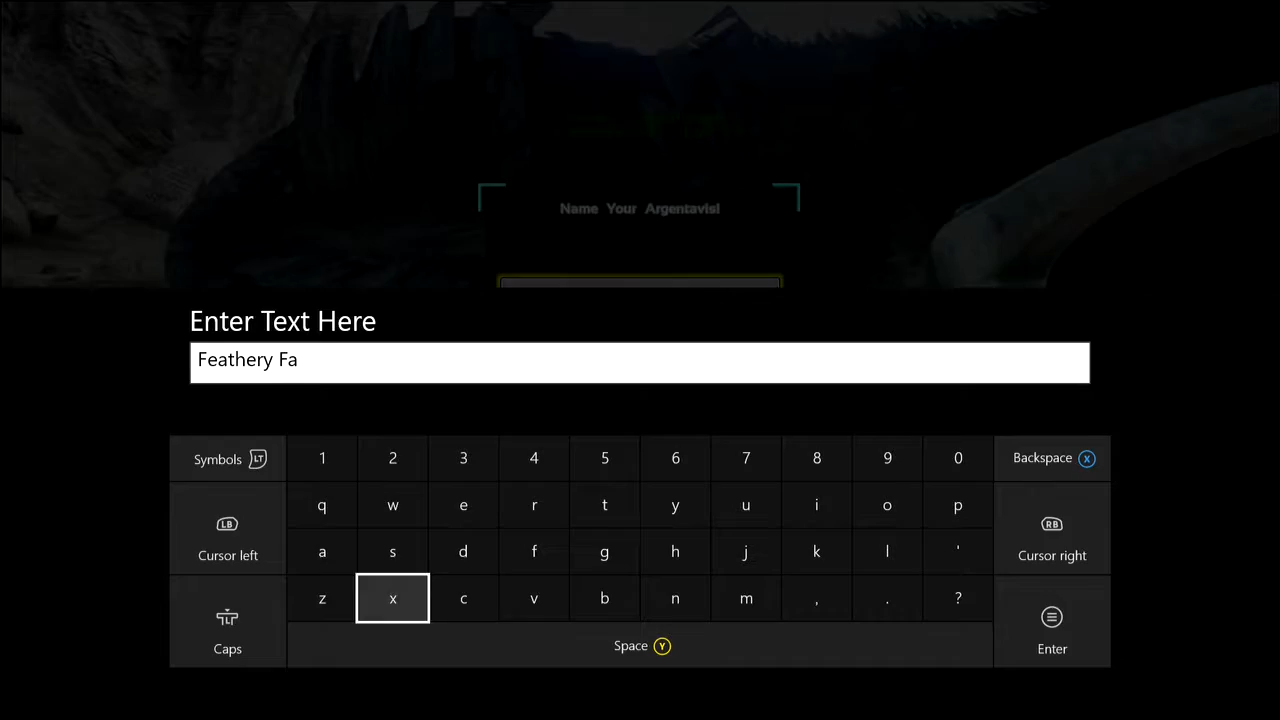 Name Your Argentavis!
Enter Text Here
Feathery Fa
Symbols LT 1 2 3 4 5 6 7 8 9 0 Backspace X
LB q w e r t y u i o p RB
Cursor left a s d f g h j k l ' Cursor right
z x c v b n m , . ?
Caps Space Y Enter